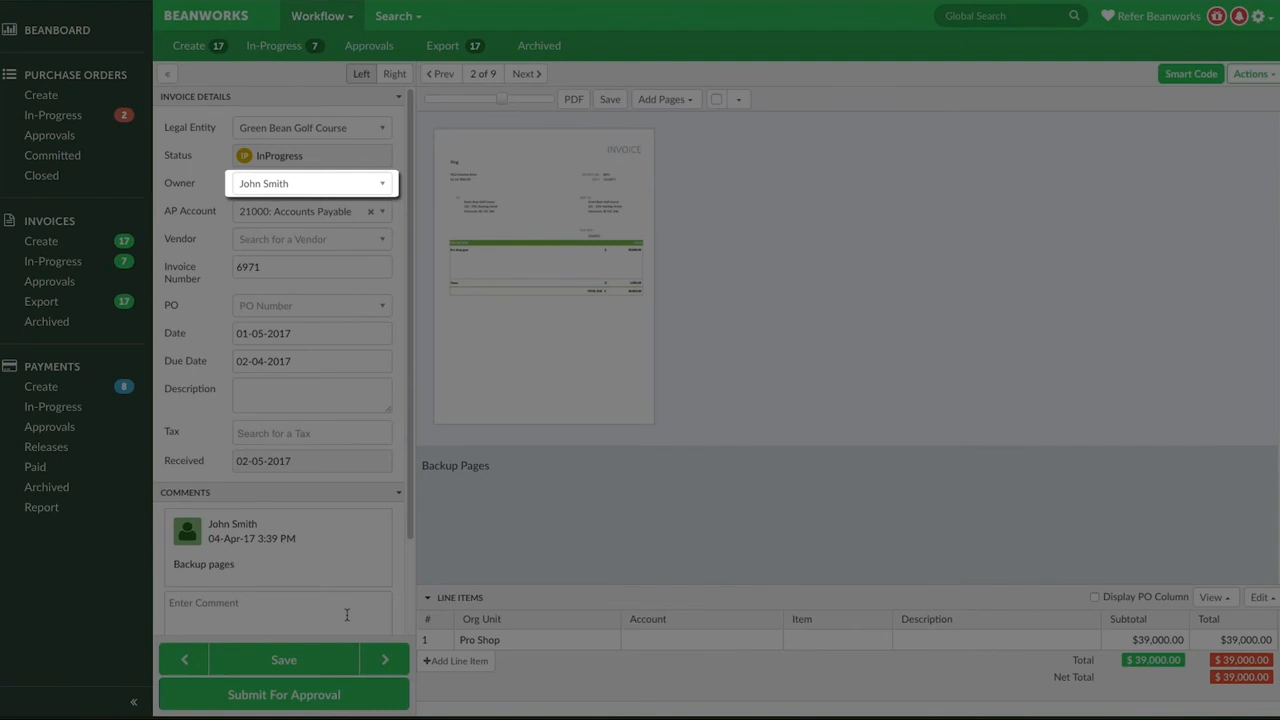 BEANWORKS
Workflow
Search
Global Search
Refer Beanworks
BEANBOARD
PURCHASE ORDERS
Create
In-Progress 2
Approvals
Committed
Closed
INVOICES
Create 17
In-Progress 7
Approvals
Export 17
Archived
PAYMENTS
Create 8
In-Progress
Approvals
Releases
Paid
Archived
Report
«
Create 17
In-Progress 7
Approvals
Export 17
Archived
«
Left Right
Prev
2 of 9
Next
Smart Code
Actions
INVOICE DETAILS
Legal Entity Green Bean Golf Course
Status IP InProgress
Owner John Smith
AP Account 21000: Accounts Payable ×
Vendor Search for a Vendor
Invoice
Number
6971
PO PO Number
Date 01-05-2017
Due Date 02-04-2017
Description
Tax Search for a Tax
Received 02-05-2017
COMMENTS
John Smith
04-Apr-17 3:39 PM
Backup pages
Enter Comment
Save
Submit For Approval
PDF Save Add Pages
INVOICE
Backup Pages
LINE ITEMS
Display PO Column View Edit
# Org Unit Account Item Description Subtotal Total
1 Pro Shop $39,000.00 $39,000.00
+Add Line Item
Total $ 39,000.00 $ 39,000.00
Net Total $ 39,000.00